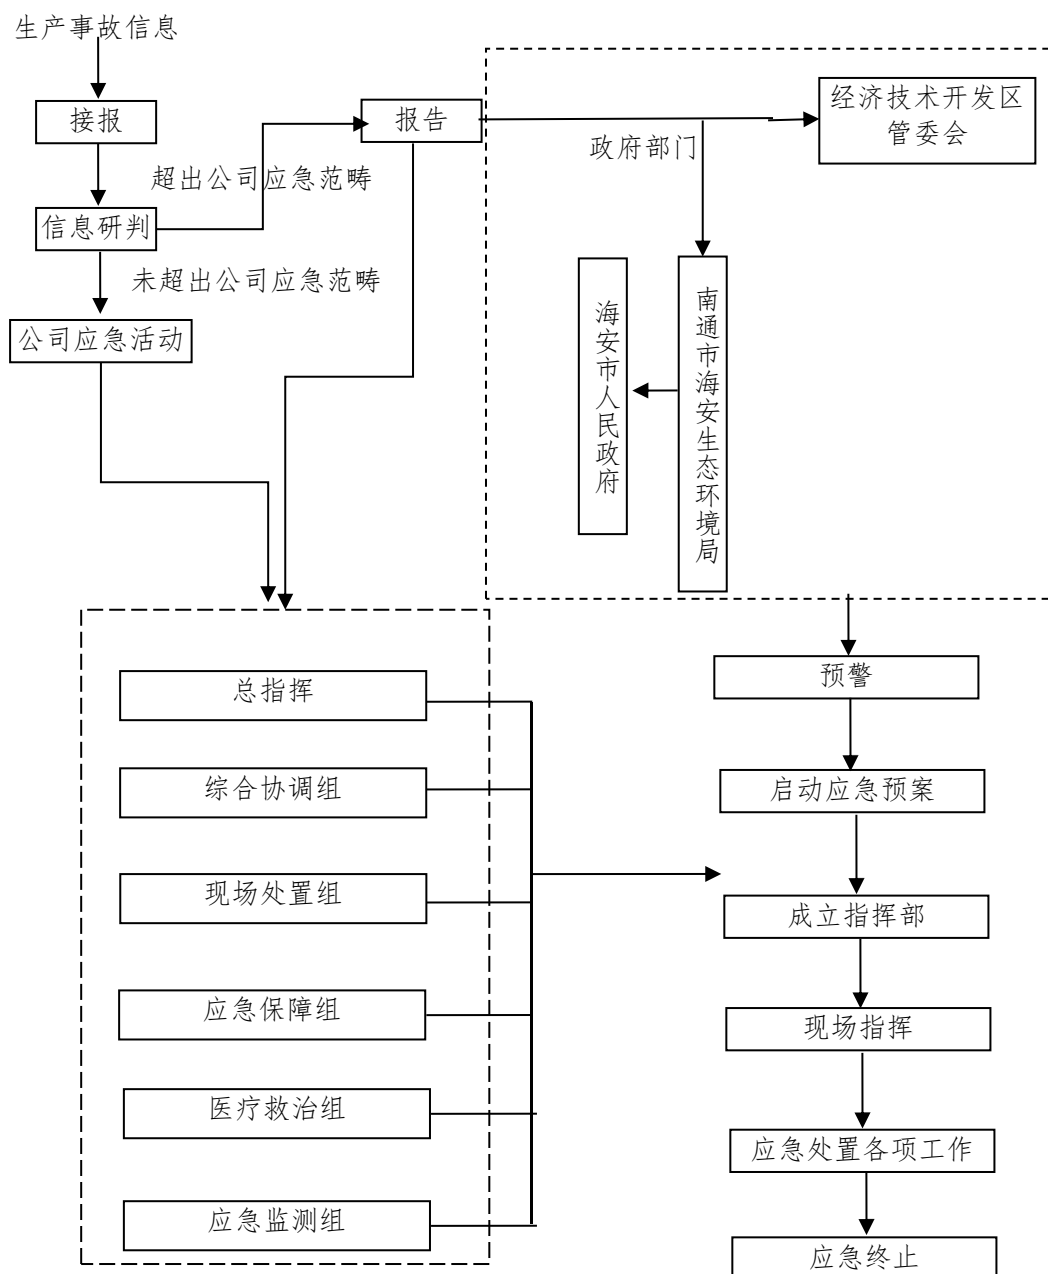 生产事故信息
接报
报告
经济技术开发区
管委会
政府部门
超出公司应急范畴
信息研判
未超出公司应急范畴
公司应急活动
海安市人民政府
南通市海安生态环境局
总指挥
综合协调组
现场处置组
应急保障组
医疗救治组
应急监测组
预警
启动应急预案
成立指挥部
现场指挥
应急处置各项工作
应急终止